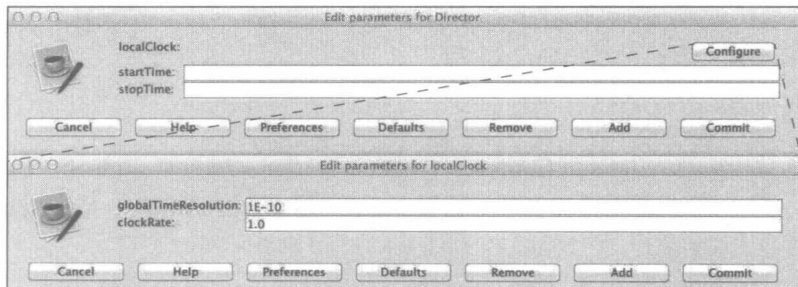 Edit parameters for Director
localClock:
Configure
startTime:
stopTime:
Cancel Help Preferences Defaults Remove Add Commit
Edit parameters for localClock
globalTimeResolution: 1E-10
clockRate: 1.0
Cancel Help Preferences Defaults Remove Add Commit